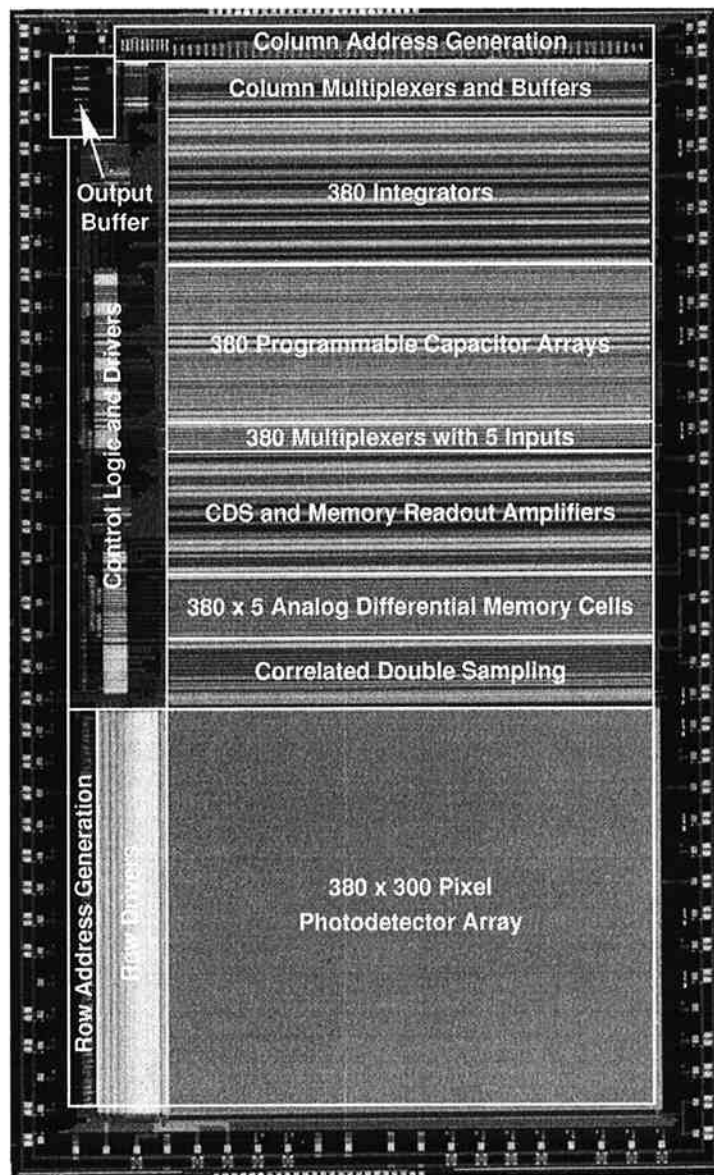 Column Address Generation
Column Multiplexers and Buffers
Output
Buffer
380 Integrators
380 Programmable Capacitor Arrays
Control Logic and Drivers
380 Multiplexers with 5 Inputs
CDS and Memory Readout Amplifiers
380 x 5 Analog Differential Memory Cells
Correlated Double Sampling
Row Address Generation
Row Drivers
380 x 300 Pixel
Photodetector Array